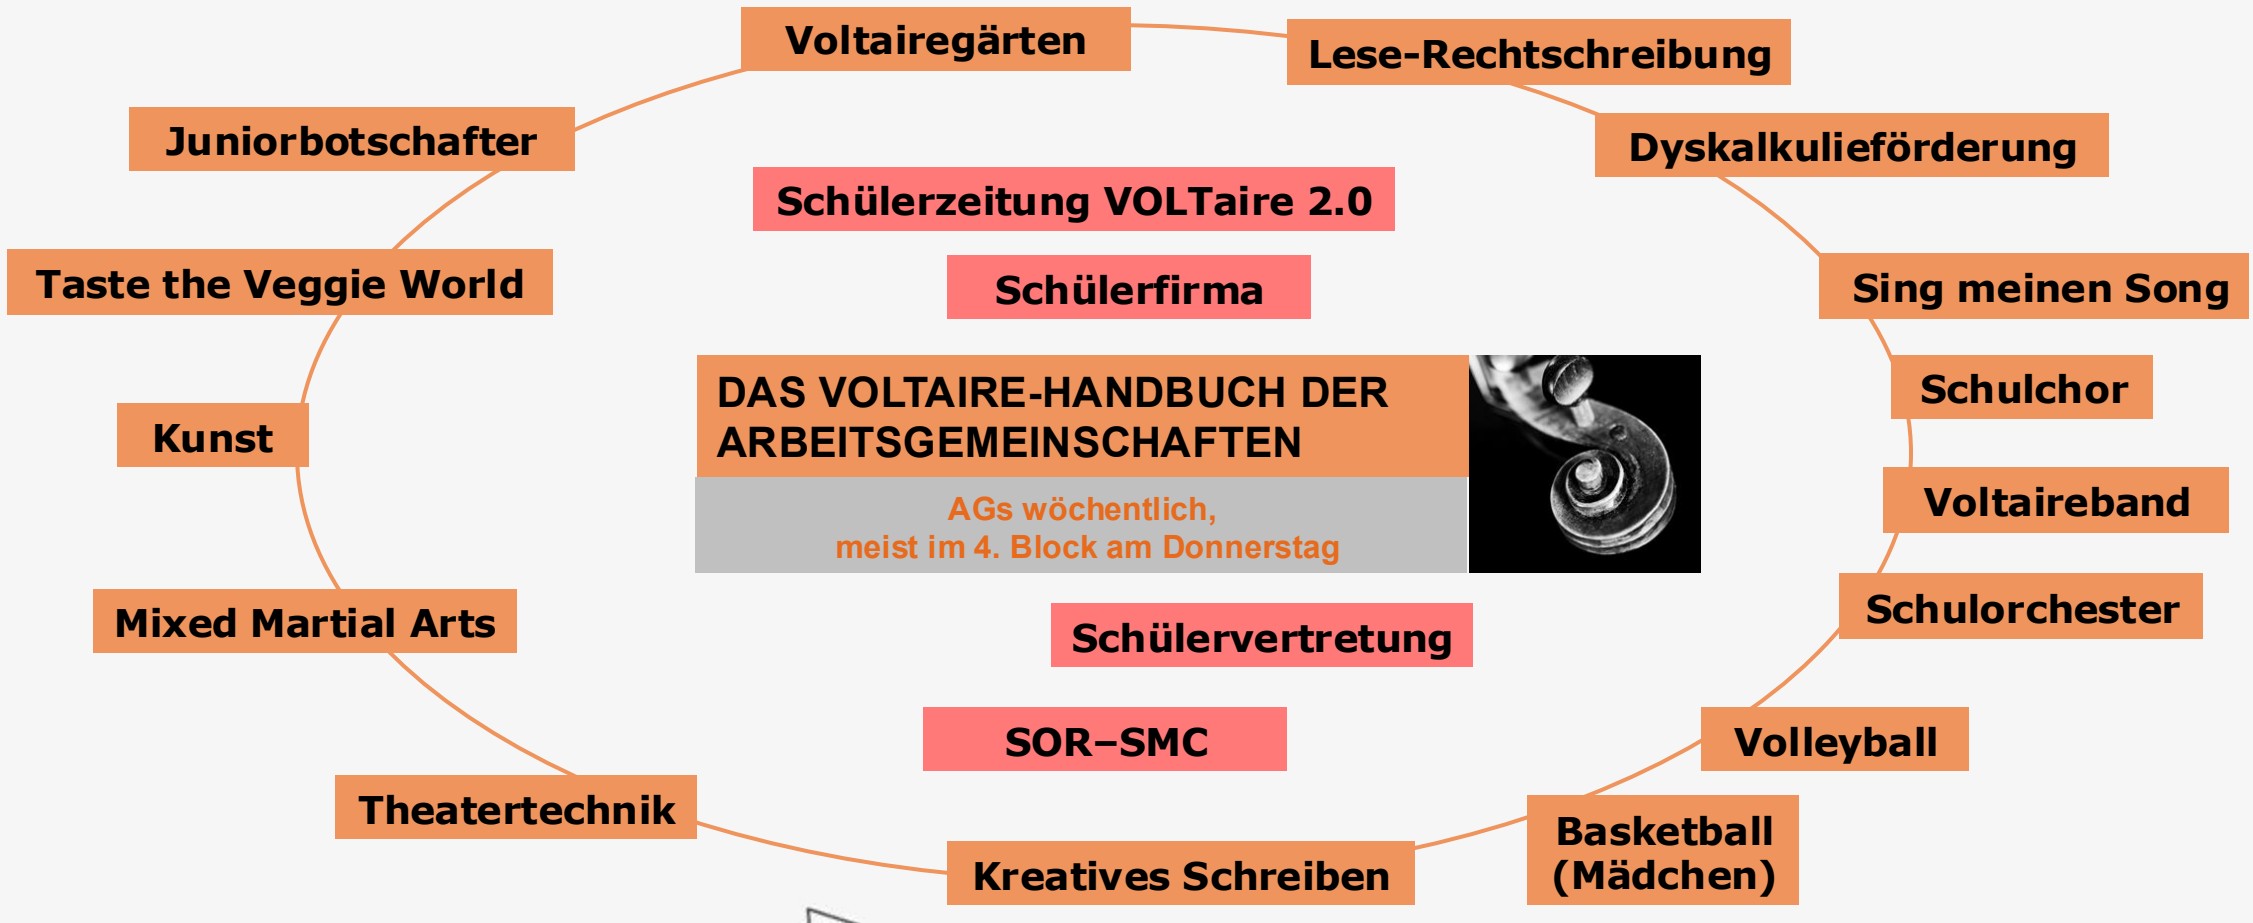 Voltairegärten
Lese-Rechtschreibung
Juniorbotschafter
Dyskalkulieförderung
Schülerzeitung VOLTaire 2.0
Taste the Veggie World
Schülerfirma
Sing meinen Song
DAS VOLTAIRE-HANDBUCH DER
ARBEITSGEMEINSCHAFTEN
Schulchor
Kunst
AGs wöchentlich,
meist im 4. Block am Donnerstag
Voltaireband
Mixed Martial Arts
Schülervertretung
Schulorchester
SOR–SMC
Volleyball
Theatertechnik
Basketball
(Mädchen)
Kreatives Schreiben